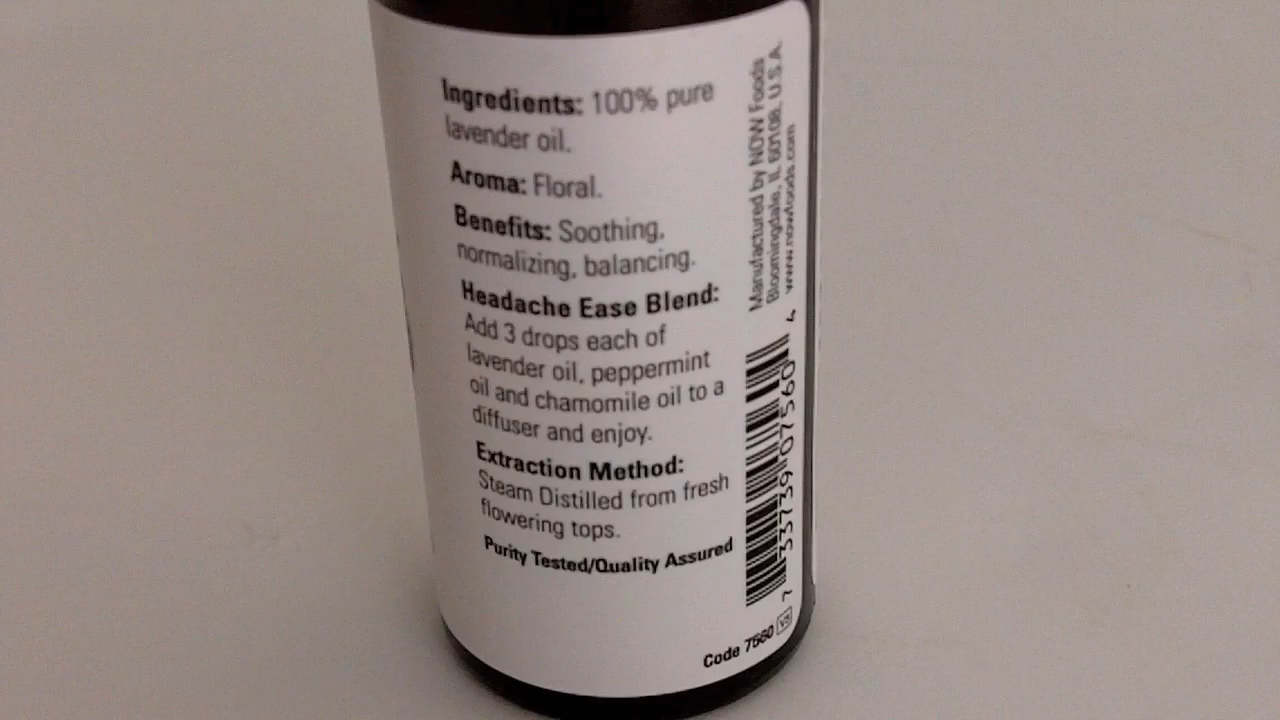 Ingredients: 100% pure
lavender oil.
Aroma: Floral.
Benefits: Soothing,
normalizing, balancing.
Headache Ease Blend:
Add 3 drops each of
lavender oil, peppermint
oil and chamomile oil to a
diffuser and enjoy.
Extraction Method:
Steam Distilled from fresh
flowering tops.
Purity Tested/Quality Assured
Manufactured by NOW Foods
Bloomingdale, IL 60108, U.S.A.
www.nowfoods.com
7 33739 07560 4
Code 7560